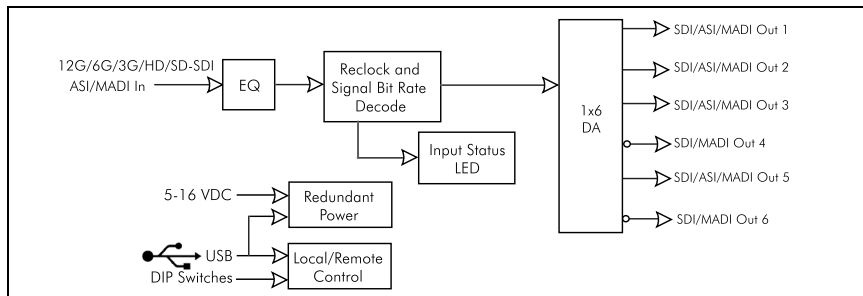 12G/6G/3G/HD/SD-SDI
ASI/MADI In
EQ
Reclock and
Signal Bit Rate
Decode
Input Status
LED
1x6
DA
SDI/ASI/MADI Out 1
SDI/ASI/MADI Out 2
SDI/ASI/MADI Out 3
SDI/MADI Out 4
SDI/ASI/MADI Out 5
SDI/MADI Out 6
5-16 VDC
Redundant
Power
USB
DIP Switches
Local/Remote
Control